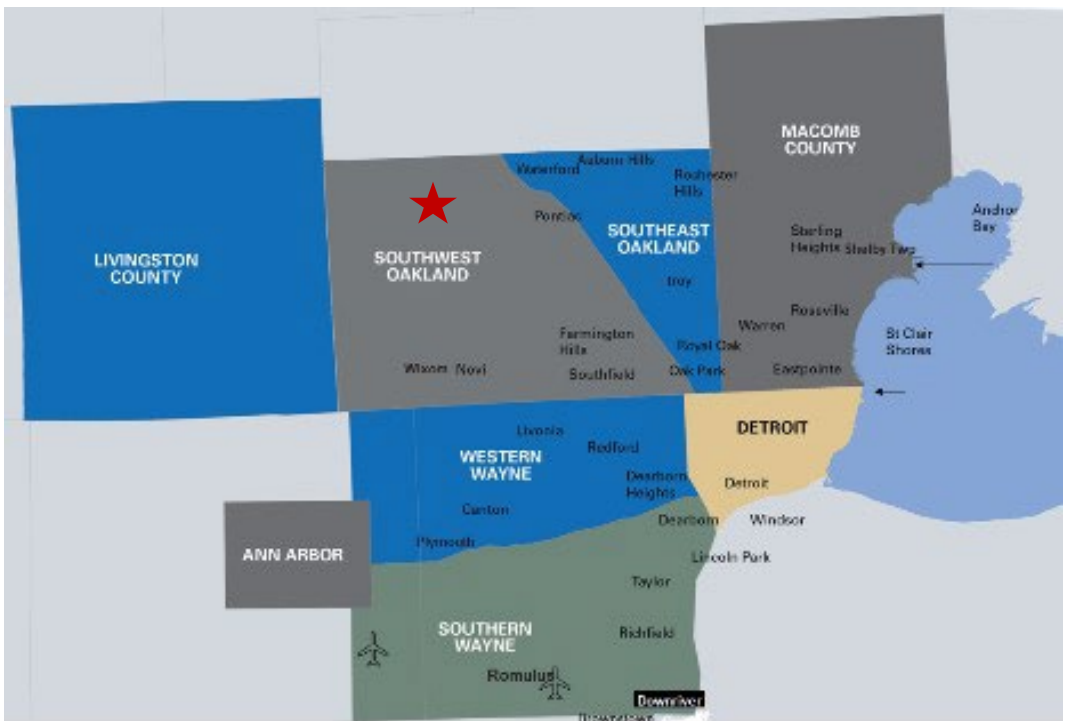 MACOMB
COUNTY
Auburn Hills
Waterford
Rochester
Hills
Pontiac
SOUTHEAST
OAKLAND
Anchor
Bay
Sterling
Heights Shelby Twp
LIVINGSTON
COUNTY
SOUTHWEST
OAKLAND
Troy
Roseville
Warren
St Clair
Shores
Farmington
Hills
Royal Oak
Wixom Novi
Southfield
Oak Park
Eastpointe
Livonia
Redford
DETROIT
WESTERN
WAYNE
Dearborn
Heights
Detroit
Canton
Dearborn
Windsor
Plymouth
ANN ARBOR
Lincoln Park
Taylor
SOUTHERN
WAYNE
Richfield
Romulus
Downriver
Brownstown